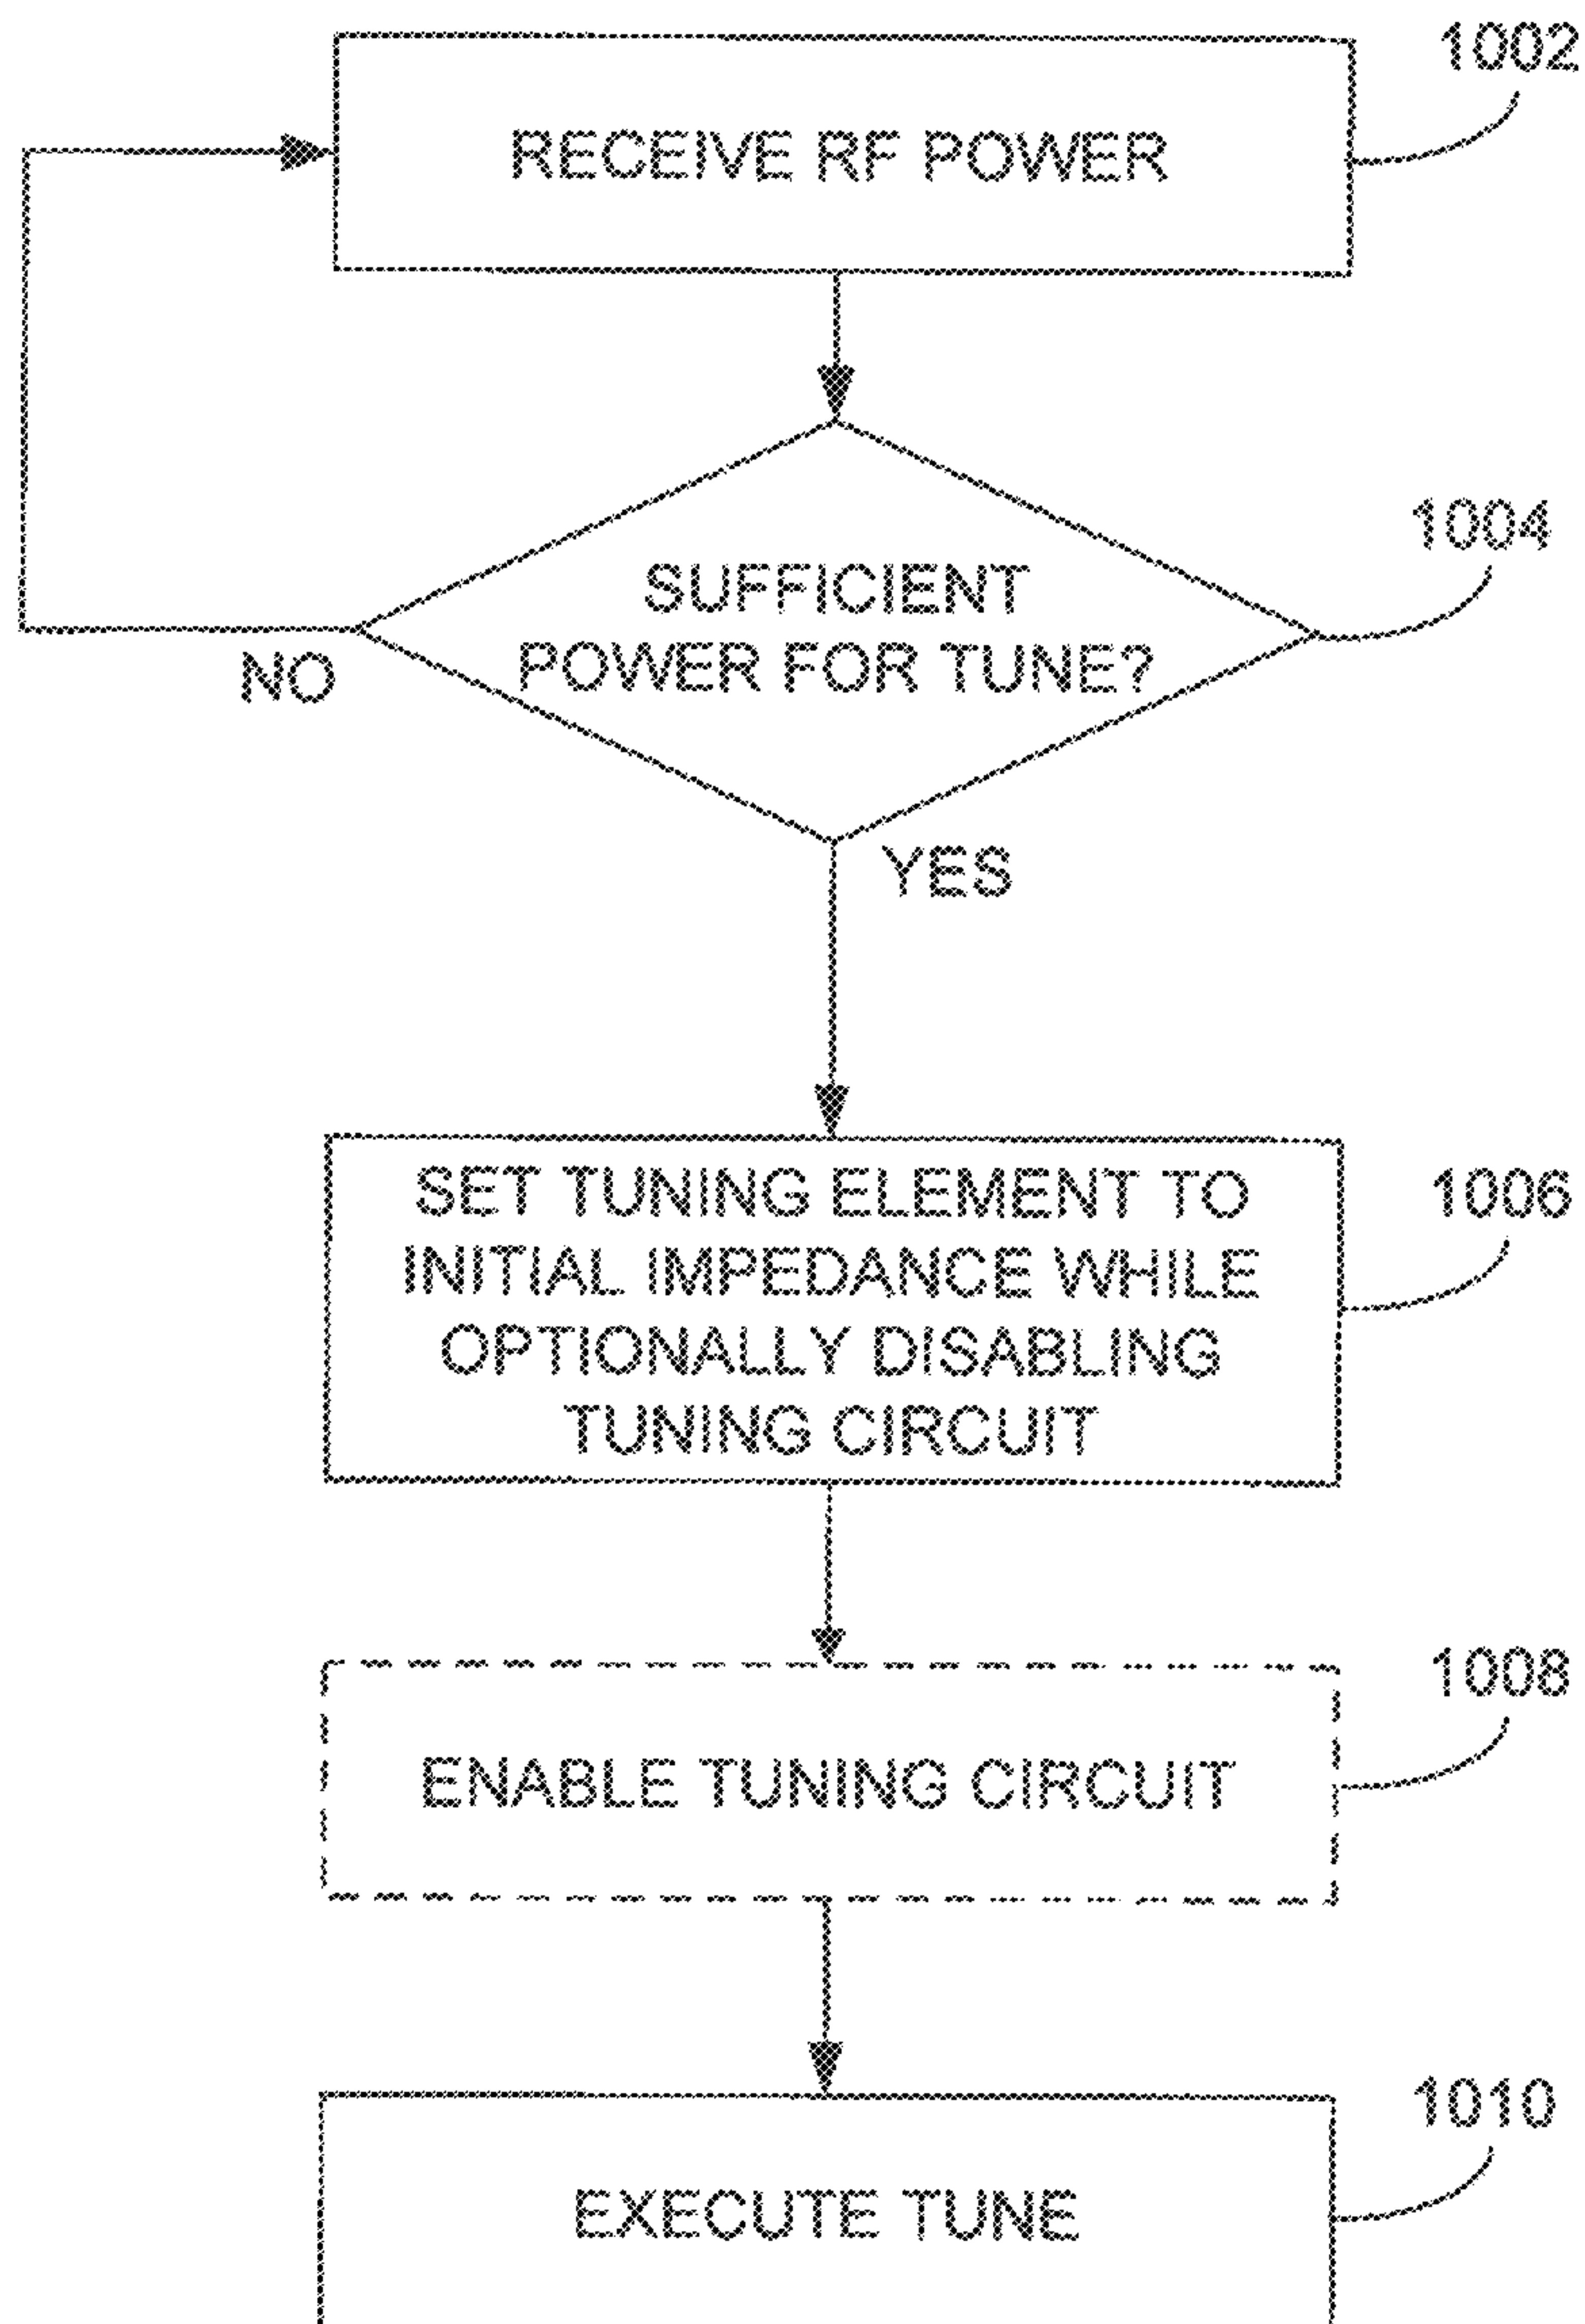 1002
RECEIVE RF POWER
1004
SUFFICIENT
POWER FOR TUNE?
NO
YES
1006
SET TUNING ELEMENT TO
INITIAL IMPEDANCE WHILE
OPTIONALLY DISABLING
TUNING CIRCUIT
1008
ENABLE TUNING CIRCUIT
1010
EXECUTE TUNE